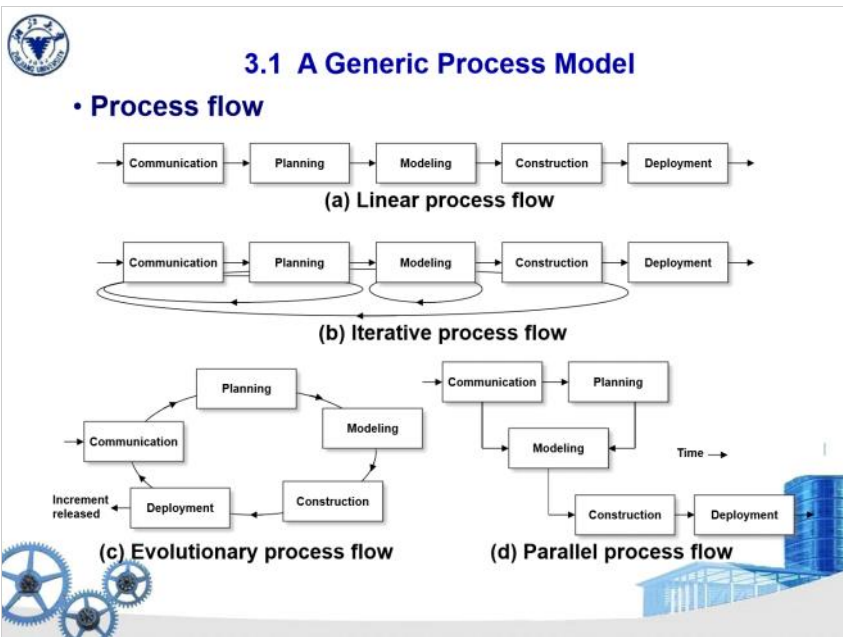 3.1 A Generic Process Model
• Process flow
Communication Planning Modeling Construction Deployment
(a) Linear process flow
Communication Planning Modeling Construction Deployment
(b) Iterative process flow
Planning
Communication
Modeling
Construction
Deployment
Increment
released
(c) Evolutionary process flow
Communication Planning
Modeling
Time
Construction Deployment
(d) Parallel process flow
ZHEJIANG UNIVERSITY